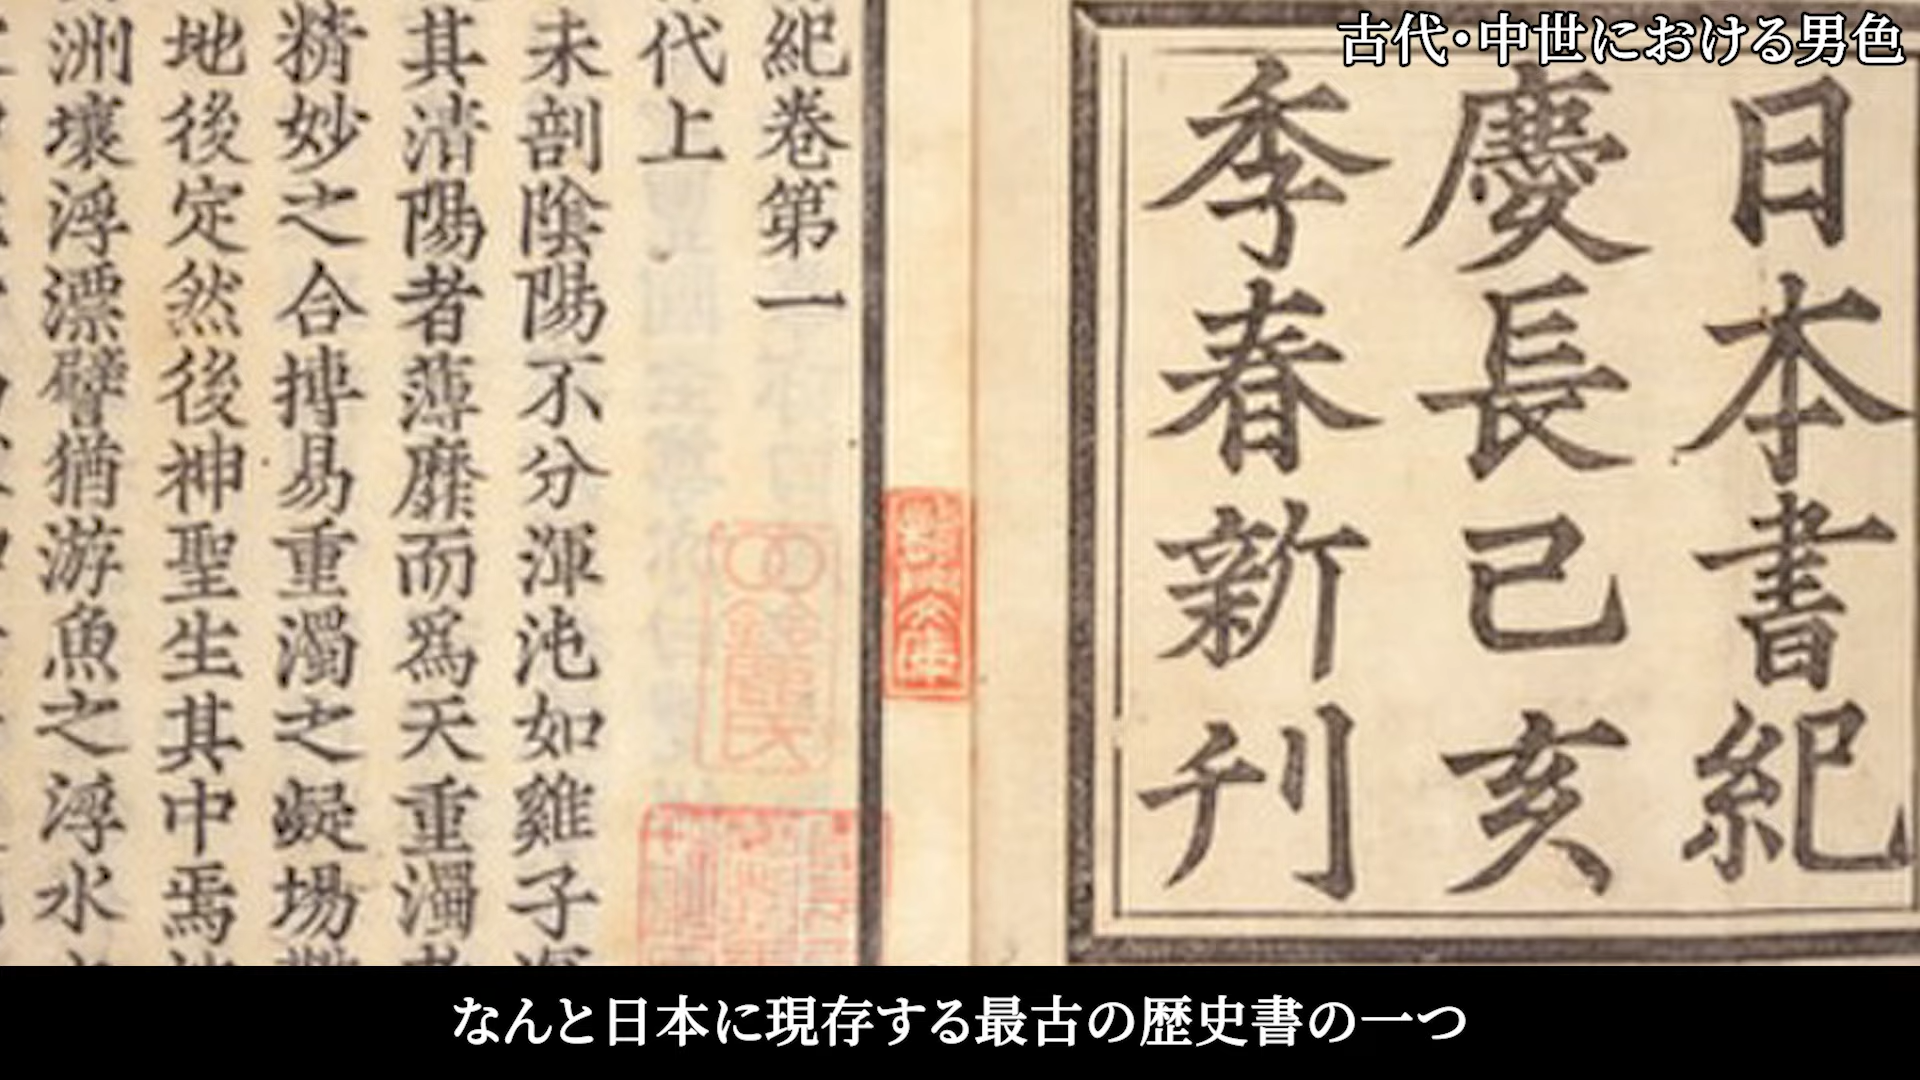 古代・中世における男色
日本書紀
慶長己亥
季春新刊
紀巻第一
代上
未剖陰陽不分渾沌如雞子
其清陽者薄靡而爲天重濁
精妙之合搏易重濁之凝場
地後定然後神聖生其中焉
洲壤浮漂譬猶游魚之浮水
なんと日本に現存する最古の歴史書の一つ